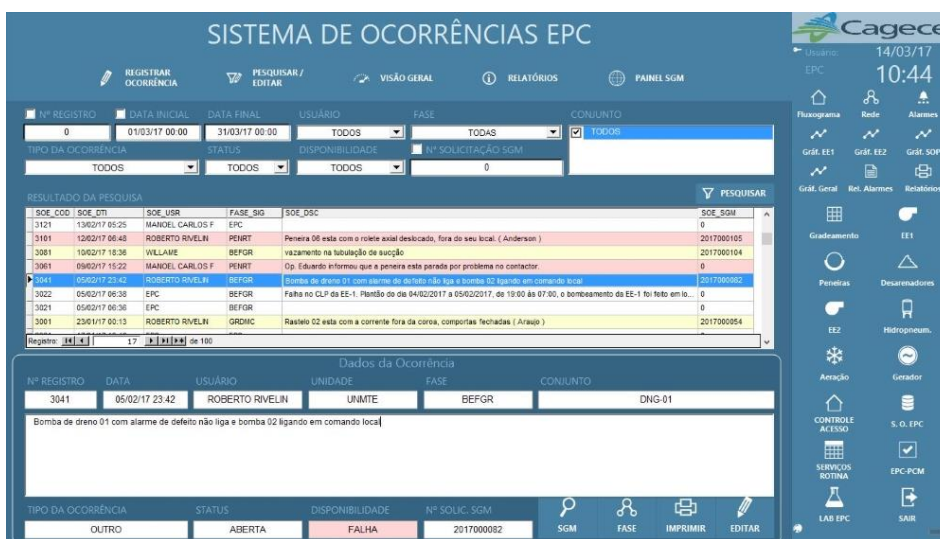 SISTEMA DE OCORRÊNCIAS EPC
Cagece
Usuário:
14/03/17
EPC
10:44
REGISTRAR OCORRÊNCIA
PESQUISAR / EDITAR
VISÃO GERAL
RELATÓRIOS
PAINEL SGM
Nº REGISTRO
DATA INICIAL
DATA FINAL
USUÁRIO
FASE
CONJUNTO
0
01/03/17 00:00
31/03/17 00:00
TODOS
TODAS
TODOS
TIPO DA OCORRÊNCIA
STATUS
DISPONIBILIDADE
Nº SOLICITAÇÃO SGM
TODOS
TODOS
TODOS
0
RESULTADO DA PESQUISA
PESQUISAR
SOE_COD SOE_DTI SOE_USR FASE_SIG SOE_DSC SOE_SGM
3121 13/02/17 05:25 MANOEL CARLOS F EPC 0
3101 12/02/17 06:48 ROBERTO RIVELIN PENRT Peneira 06 esta com o rolete axial deslocado, fora do seu local. ( Anderson ) 2017000105
3081 10/02/17 18:36 WILLAME BEFGR vazamento na tubulação de sucção 2017000104
3061 09/02/17 15:22 MANOEL CARLOS F PENRT Op. Eduardo informou que a peneira esta parada por problema no contactor. 0
3041 05/02/17 23:42 ROBERTO RIVELIN BEFGR Bomba de dreno 01 com alarme de defeito não liga e bomba 02 ligando em comando local 2017000082
3022 05/02/17 06:38 EPC BEFGR Falha no CLP da EE-1. Plantão do dia 04/02/2017 a 05/02/2017, de 19:00 às 07:00, o bombeamento da EE-1 foi feito em lo... 0
3021 05/02/17 06:36 EPC BEFGR 0
3001 23/01/17 00:13 ROBERTO RIVELIN GRDMC Rastelo 02 esta com a corrente fora da coroa, comportas fechadas ( Araujo ) 2017000054
Registro: 17 de 100
Dados da Ocorrência
Nº REGISTRO
DATA
USUÁRIO
UNIDADE
FASE
CONJUNTO
3041
05/02/17 23:42
ROBERTO RIVELIN
UNMTE
BEFGR
DNG-01
Bomba de dreno 01 com alarme de defeito não liga e bomba 02 ligando em comando local
TIPO DA OCORRÊNCIA
STATUS
DISPONIBILIDADE
Nº SOLIC. SGM
OUTRO
ABERTA
FALHA
2017000082
SGM
FASE
IMPRIMIR
EDITAR
Fluxograma
Rede
Alarmes
Gráf. EE1
Gráf. EE2
Gráf. SOP
Gráf. Geral
Rel. Alarmes
Relatórios
Gradeamento
EE1
Peneiras
Desarenadores
EE2
Hidropneum.
Aeração
Gerador
CONTROLE ACESSO
S. O. EPC
SERVIÇOS ROTINA
EPC-PCM
LAB EPC
SAIR